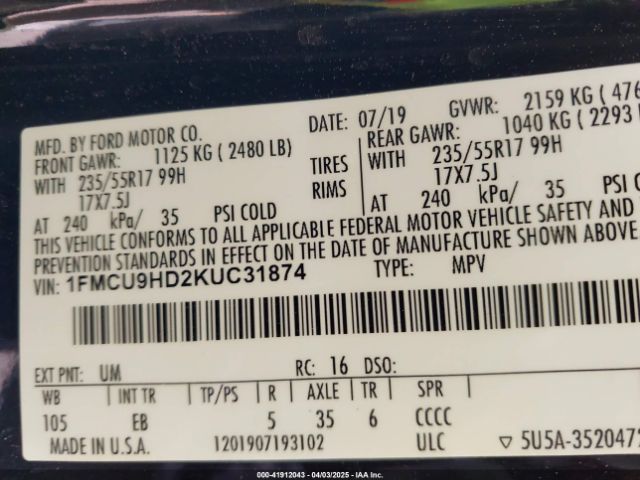 MFD. BY FORD MOTOR CO. DATE: 07/19 GVWR: 2159 KG ( 476
FRONT GAWR: 1125 KG ( 2480 LB) REAR GAWR: 1040 KG ( 2293
WITH 235/55R17 99H TIRES WITH 235/55R17 99H
17X7.5J RIMS 17X7.5J
AT 240 kPa/ 35 PSI COLD AT 240 kPa/ 35
THIS VEHICLE CONFORMS TO ALL APPLICABLE FEDERAL MOTOR VEHICLE SAFETY AND
PREVENTION STANDARDS IN EFFECT ON THE DATE OF MANUFACTURE SHOWN ABOVE
VIN: 1FMCU9HD2KUC31874 TYPE: MPV
EXT PNT: UM RC: 16 DSO:
WB INT TR TP/PS R AXLE TR SPR
105 EB 5 35 6 CCCC
MADE IN U.S.A. 1201907193102 ULC ▽ 5U5A-3520472
000-41912043 - 04/03/2025 - IAA Inc.